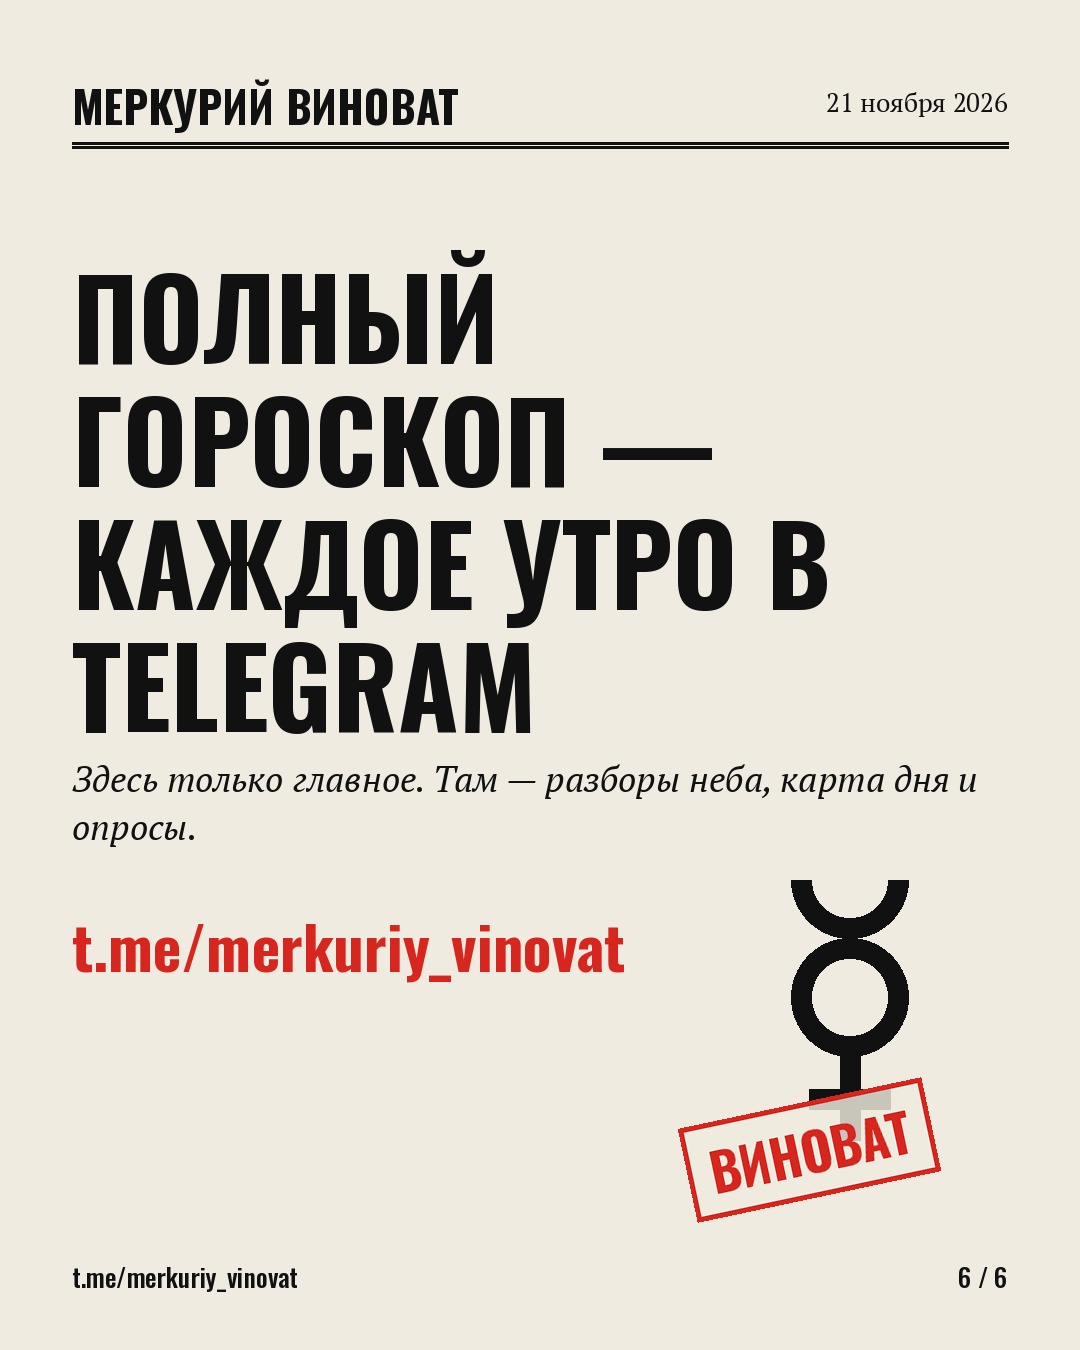 МЕРКУРИЙ ВИНОВАТ
21 ноября 2026
ПОЛНЫЙ
ГОРОСКОП —
КАЖДОЕ УТРО В
TELEGRAM
Здесь только главное. Там — разборы неба, карта дня и
опросы.
t.me/merkuriy_vinovat
ВИНОВАТ
t.me/merkuriy_vinovat
6 / 6